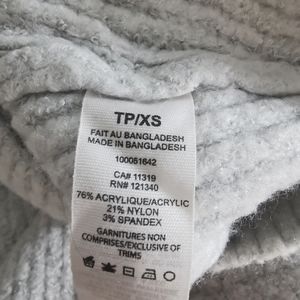 TP/XS
FAIT AU BANGLADESH
MADE IN BANGLADESH
100051642
CA# 11319
RN# 121340
76% ACRYLIQUE/ACRYLIC
21% NYLON
3% SPANDEX
GARNITURES NON
COMPRISES/EXCLUSIVE OF
TRIMS